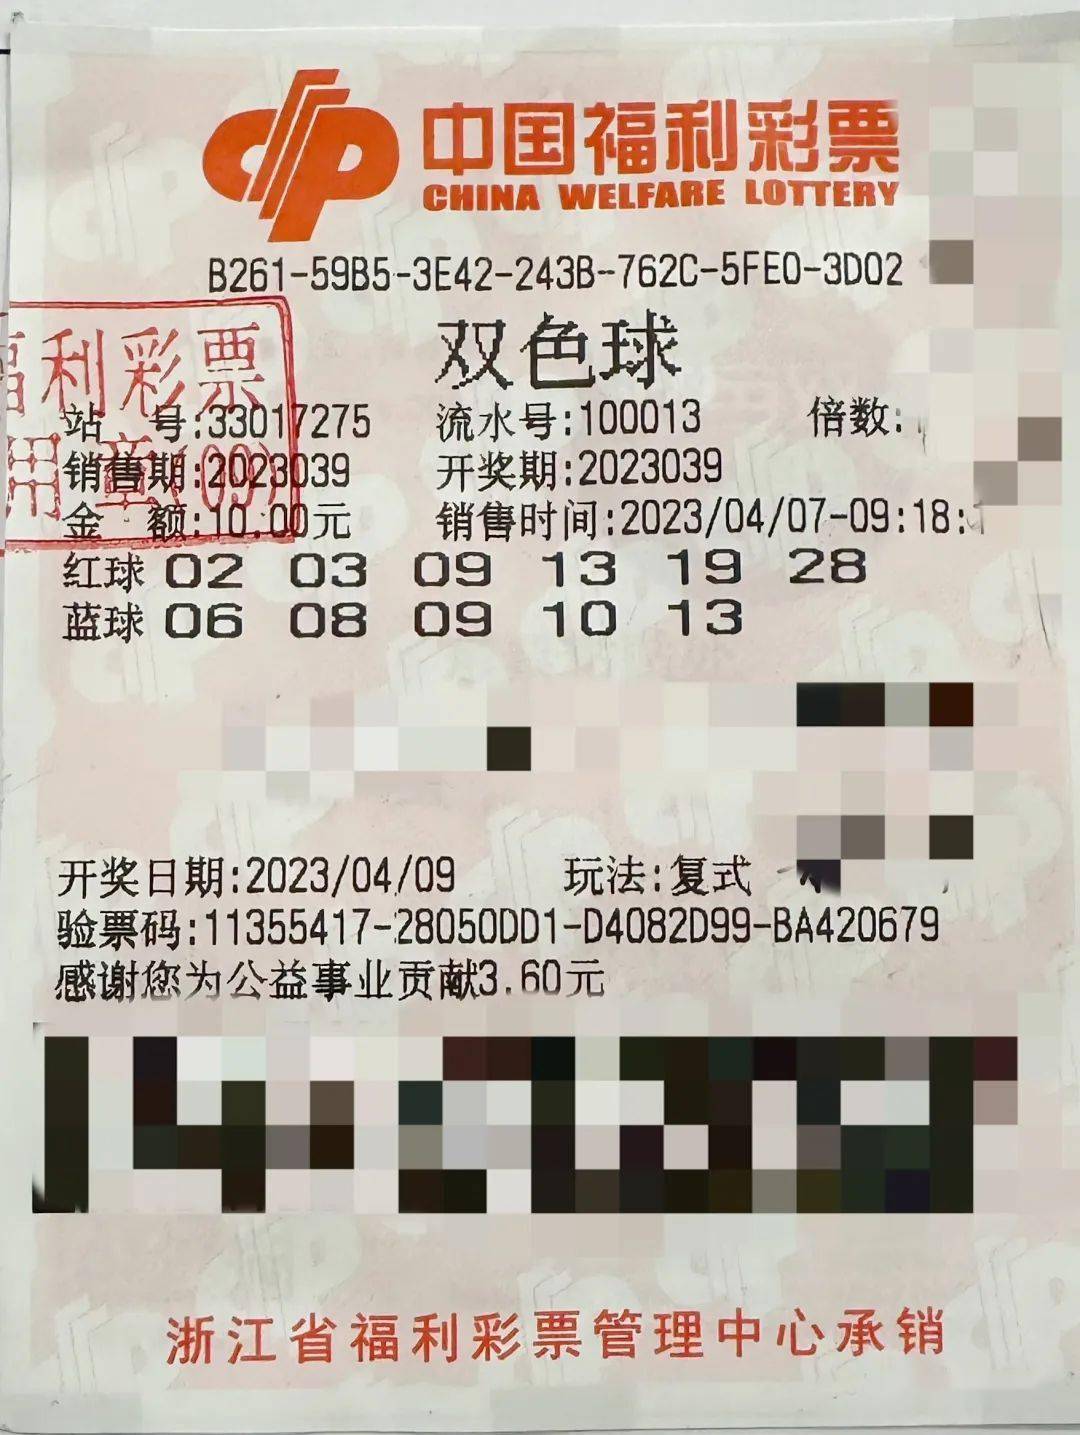 中国福利彩票
CHINA WELFARE LOTTERY
B261-59B5-3E42-243B-762C-5FE0-3D02
双色球
福利彩票
用章(09)
站 号:33017275 流水号:100013 倍数:
销售期:2023039 开奖期:2023039
金 额:10.00元 销售时间:2023/04/07-09:18:
红球 02 03 09 13 19 28
蓝球 06 08 09 10 13
开奖日期:2023/04/09 玩法:复式
验票码:11355417-28050DD1-D4082D99-BA420679
感谢您为公益事业贡献3.60元
浙江省福利彩票管理中心承销